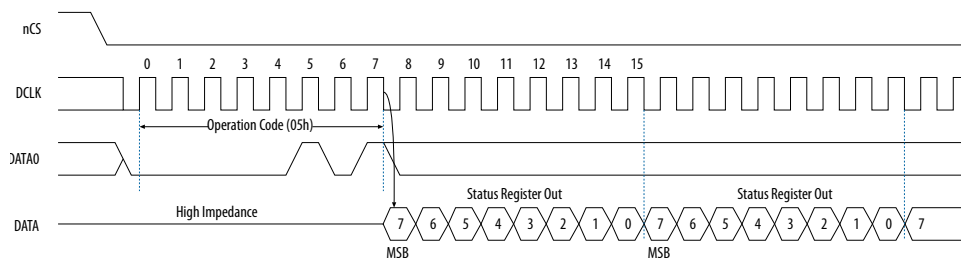 nCS
0 1 2 3 4 5 6 7 8 9 10 11 12 13 14 15
DCLK
Operation Code (05h)
DATA0
Status Register Out Status Register Out
High Impedance
DATA 7 6 5 4 3 2 1 0 7 6 5 4 3 2 1 0 7
MSB MSB